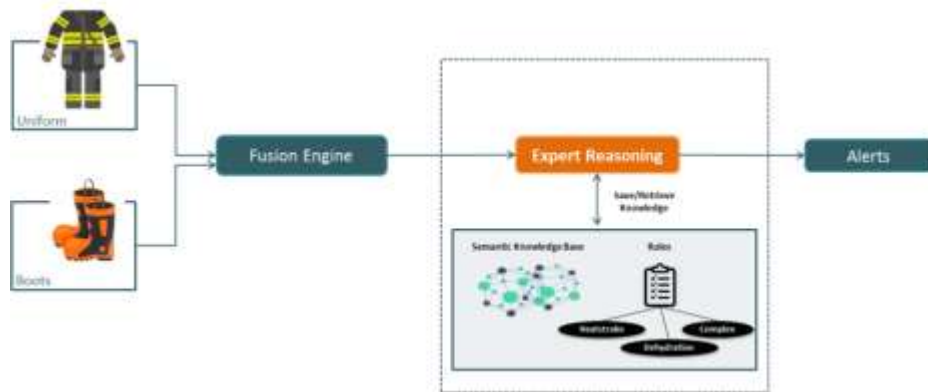 Uniform
Fusion Engine
Expert Reasoning
Alerts
Save/Retrieve
Knowledge
Boots
Semantic Knowledge Base
Rules
Heatstroke
Complex
Dehydration